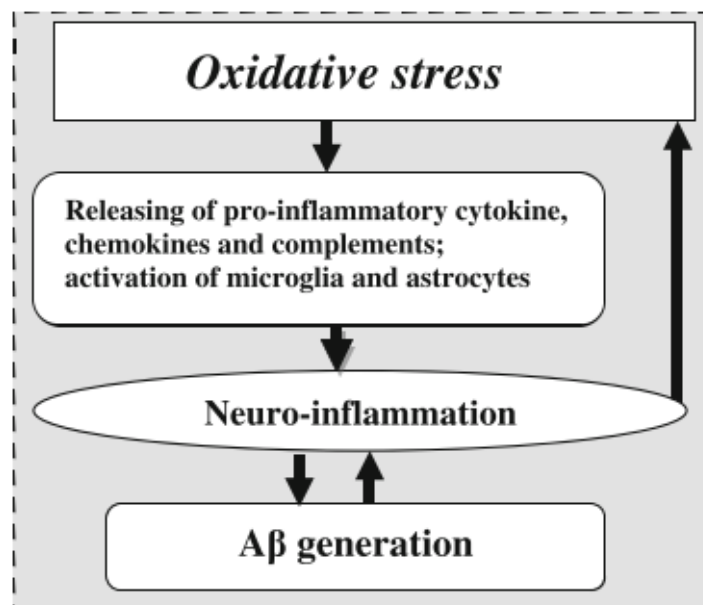 Oxidative stress
Releasing of pro-inflammatory cytokine,
chemokines and complements;
activation of microglia and astrocytes
Neuro-inflammation
Aβ generation